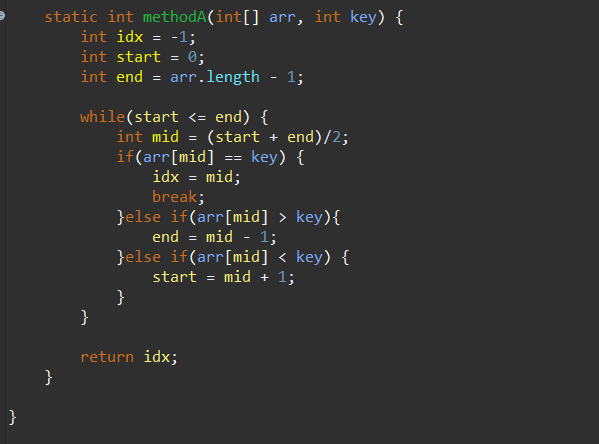 static int methodA(int[] arr, int key) {
int idx = -1;
int start = 0;
int end = arr.length - 1;
while(start <= end) {
int mid = (start + end)/2;
if(arr[mid] == key) {
idx = mid;
break;
}else if(arr[mid] > key){
end = mid - 1;
}else if(arr[mid] < key) {
start = mid + 1;
}
}
return idx;
}
}